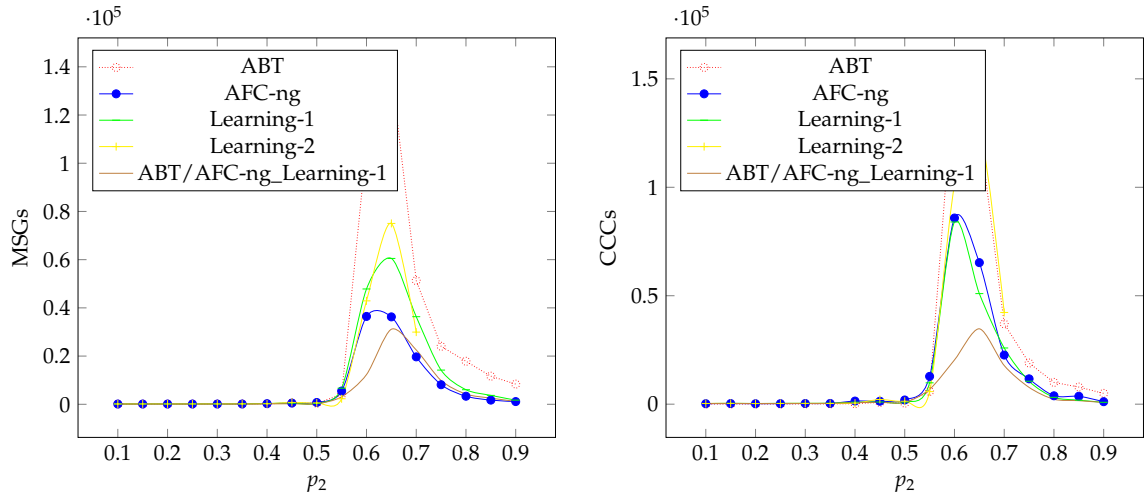 ·10^5
1.4
1.2
1
0.8
0.6
0.4
0.2
0
MSGs
0.1 0.2 0.3 0.4 0.5 0.6 0.7 0.8 0.9
p_2
ABT
AFC-ng
Learning-1
Learning-2
ABT/AFC-ng_Learning-1
·10^5
1.5
1
0.5
0
CCCs
0.1 0.2 0.3 0.4 0.5 0.6 0.7 0.8 0.9
p_2
ABT
AFC-ng
Learning-1
Learning-2
ABT/AFC-ng_Learning-1